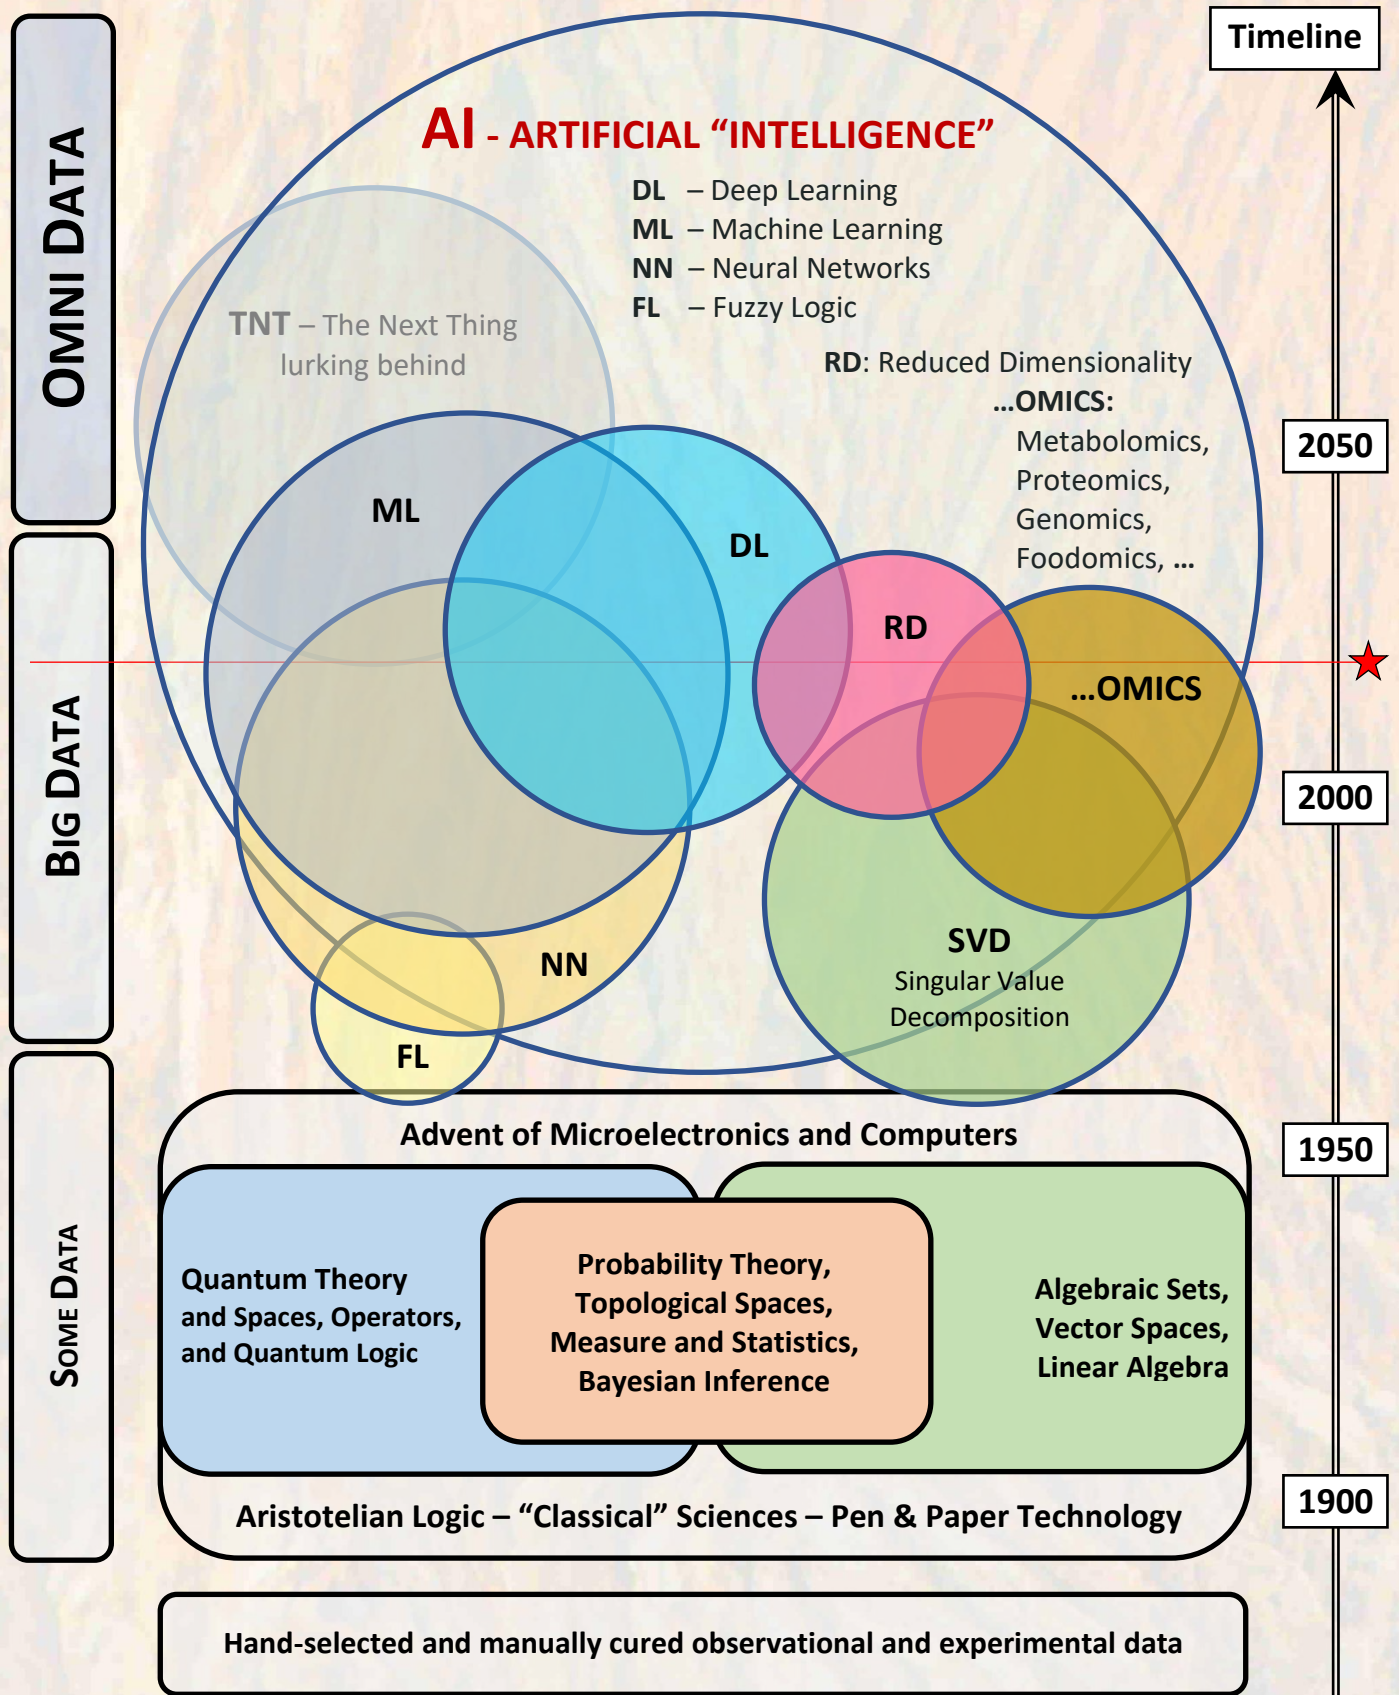 Timeline
AI - ARTIFICIAL “INTELLIGENCE”
DL – Deep Learning
ML – Machine Learning
NN – Neural Networks
FL – Fuzzy Logic
TNT – The Next Thing
lurking behind
RD: Reduced Dimensionality
...OMICS:
Metabolomics,
Proteomics,
Genomics,
Foodomics, ...
OMNI DATA
2050
ML
DL
RD
...OMICS
BIG DATA
2000
SVD
Singular Value
Decomposition
NN
FL
Advent of Microelectronics and Computers
1950
SOME DATA
Quantum Theory
and Spaces, Operators,
and Quantum Logic
Probability Theory,
Topological Spaces,
Measure and Statistics,
Bayesian Inference
Algebraic Sets,
Vector Spaces,
Linear Algebra
Aristotelian Logic – “Classical” Sciences – Pen & Paper Technology
1900
Hand-selected and manually cured observational and experimental data